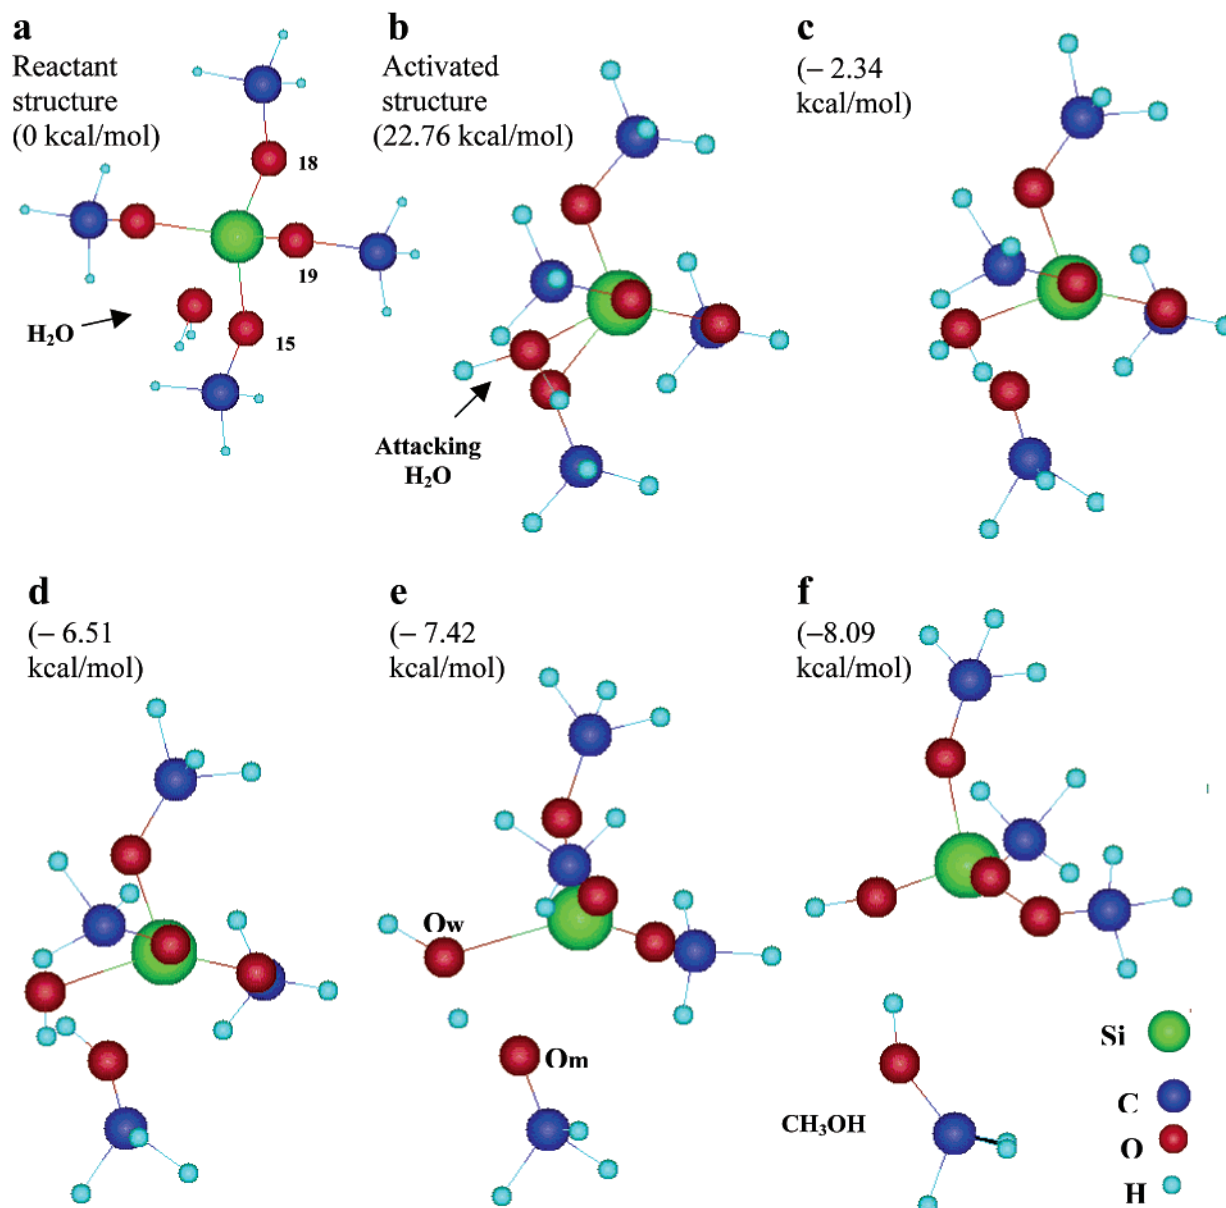 a
Reactant
structure
(0 kcal/mol)
18
19
15
H₂O
b
Activated
structure
(22.76 kcal/mol)
Attacking
H₂O
c
(– 2.34
kcal/mol)
d
(– 6.51
kcal/mol)
e
(– 7.42
kcal/mol)
Ow
Om
f
(–8.09
kcal/mol)
CH₃OH
Si
C
O
H